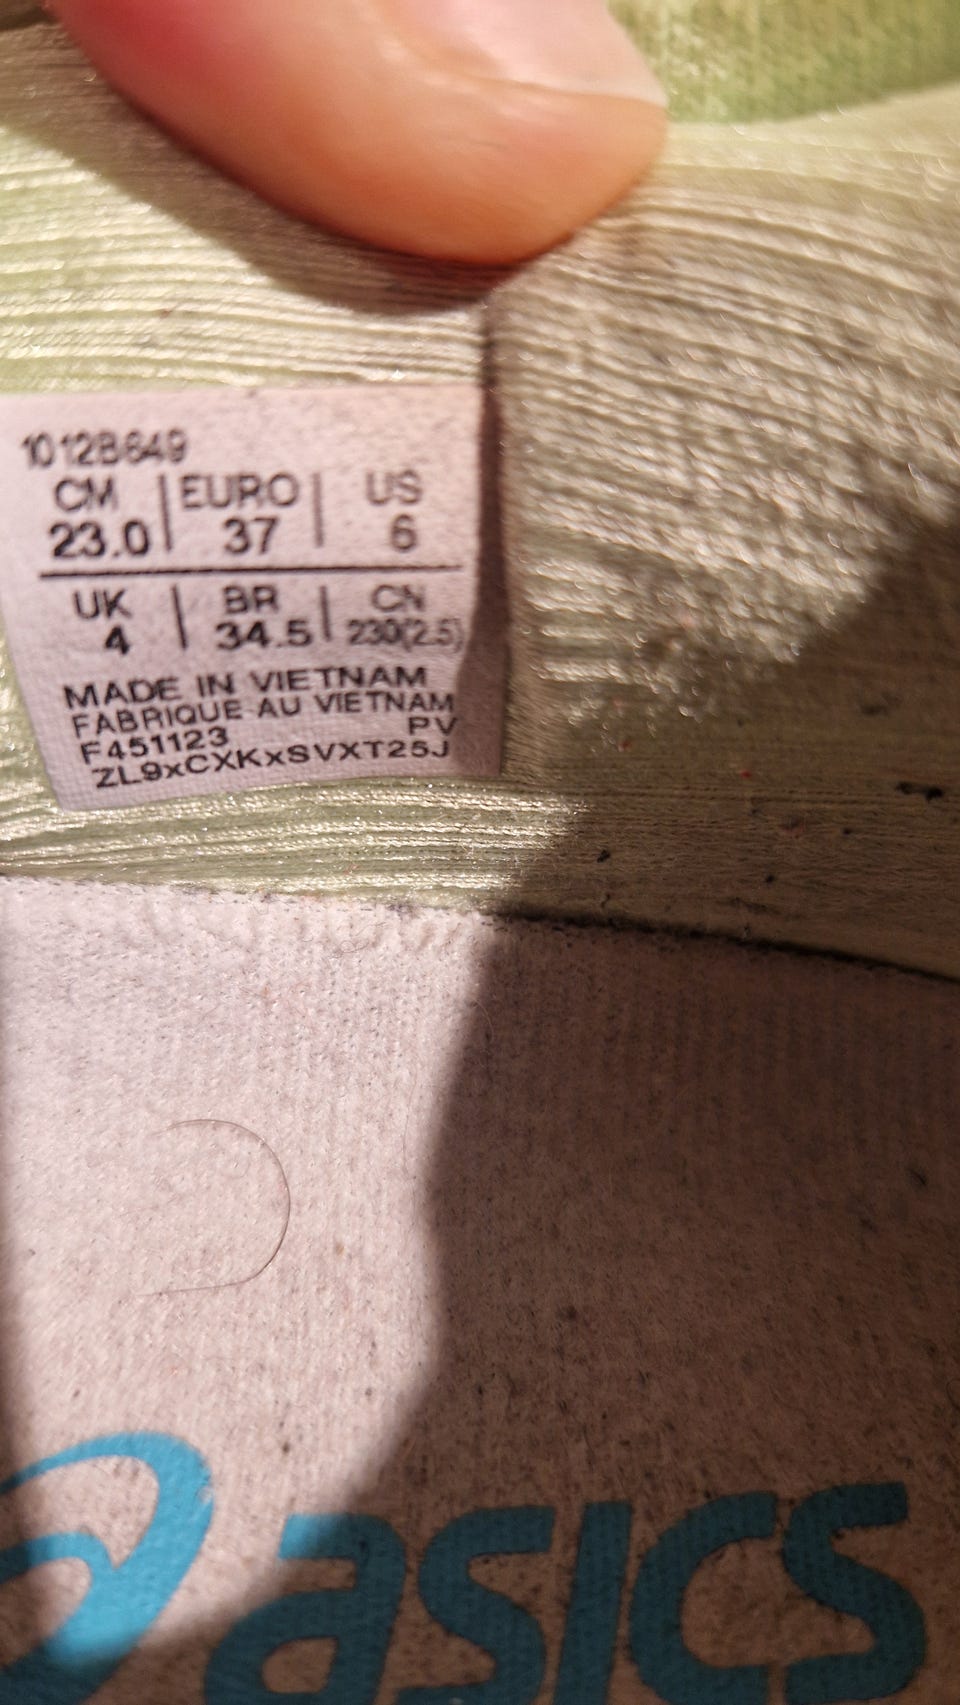 1012B649
CM | EURO | US
23.0 | 37 | 6
UK | BR | CN
4 | 34.5 | 230(2.5)
MADE IN VIETNAM
FABRIQUE AU VIETNAM
PV
F451123
ZL9xCXKxSVXT25J
asics